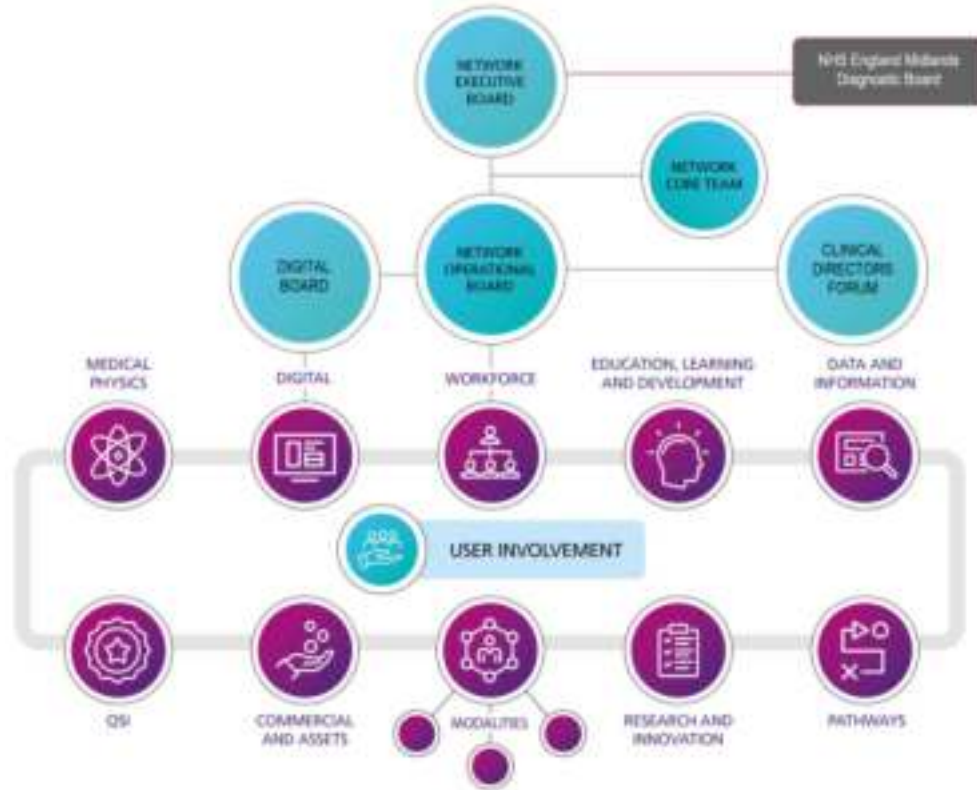 NETWORK
EXECUTIVE
BOARD
NHS England Midlands
Diagnostic Board
NETWORK
CORE TEAM
DIGITAL
BOARD
NETWORK
OPERATIONAL
BOARD
CLINICAL
DIRECTORS
FORUM
MEDICAL
PHYSICS
DIGITAL
WORKFORCE
EDUCATION, LEARNING
AND DEVELOPMENT
DATA AND
INFORMATION
USER INVOLVEMENT
QSI
COMMERCIAL
AND ASSETS
MODALITIES
RESEARCH AND
INNOVATION
PATHWAYS